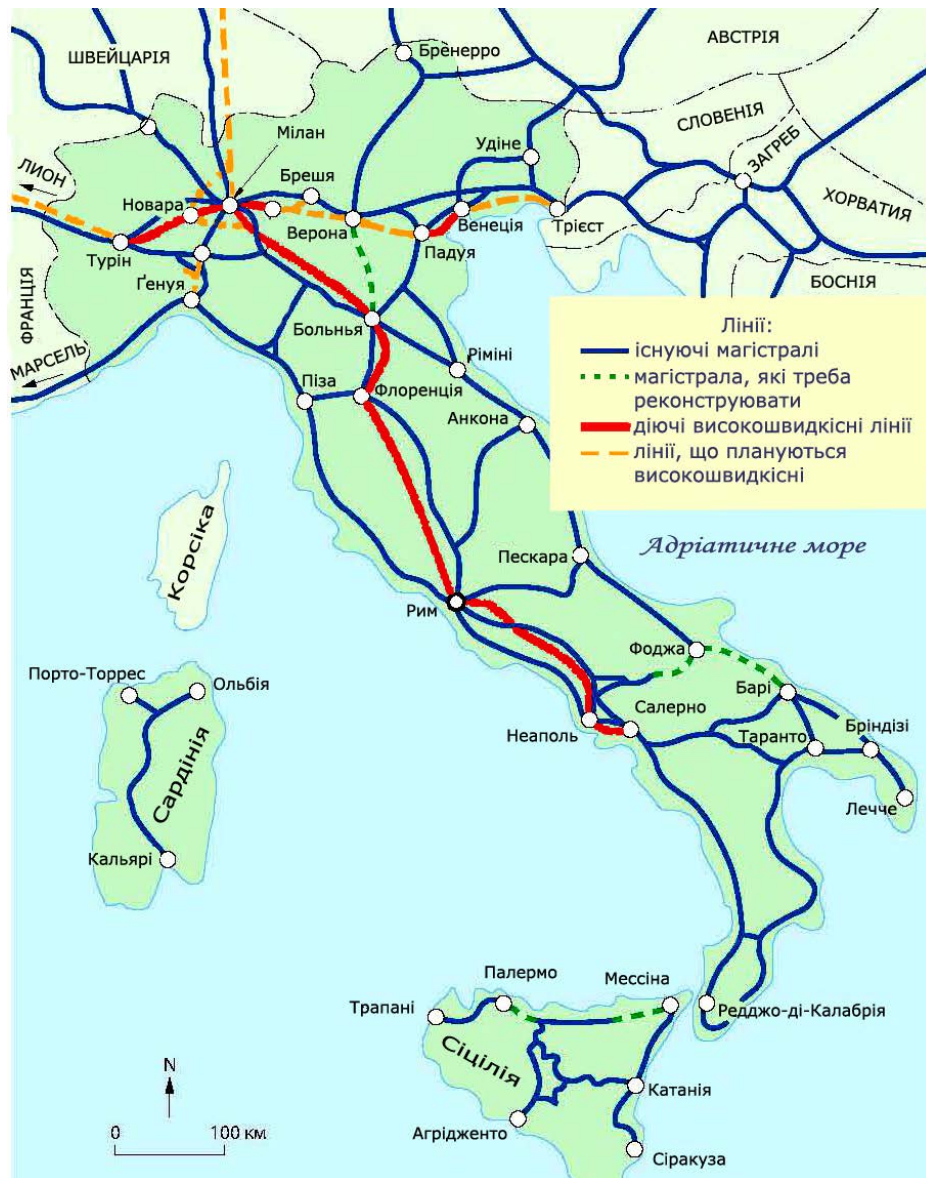 ШВЕЙЦАРІЯ
Бренерро
АВСТРІЯ
СЛОВЕНІЯ
Мілан
Удіне
ЗАГРЕБ
ЛИОН
Брешя
ХОРВАТИЯ
Новара
Верона
Венеція
Трієст
Турін
Падуя
Ґенуя
БОСНІЯ
ФРАНЦІЯ
Больнья
МАРСЕЛЬ
Ріміні
Піза
Флоренція
Анкона
Лінії:
існуючі магістралі
магістрала, які треба
реконструювати
діючі високошвидкісні лінії
лінії, що плануються
високошвидкісні
Корсіка
Адріатичне море
Пескара
Рим
Фоджа
Порто-Торрес
Ольбія
Барі
Салерно
Бріндізі
Неаполь
Таранто
Сардінія
Лечче
Кальярі
Палермо
Мессіна
Трапані
Редджо-ді-Калабрія
Сіцілія
N
Катанія
0 100 км
Агрідженто
Сіракуза